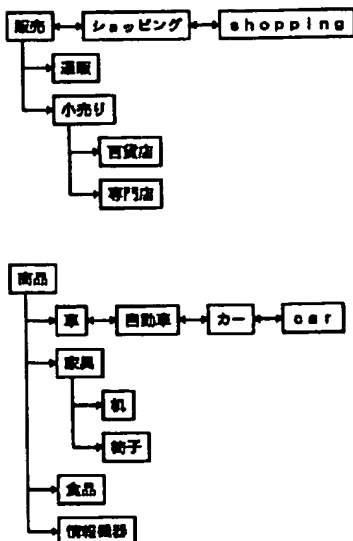 販売 ショッピング shopping
通販
小売り
百貨店
専門店
商品
車 自動車 カー car
家具
机
椅子
食品
情報機器